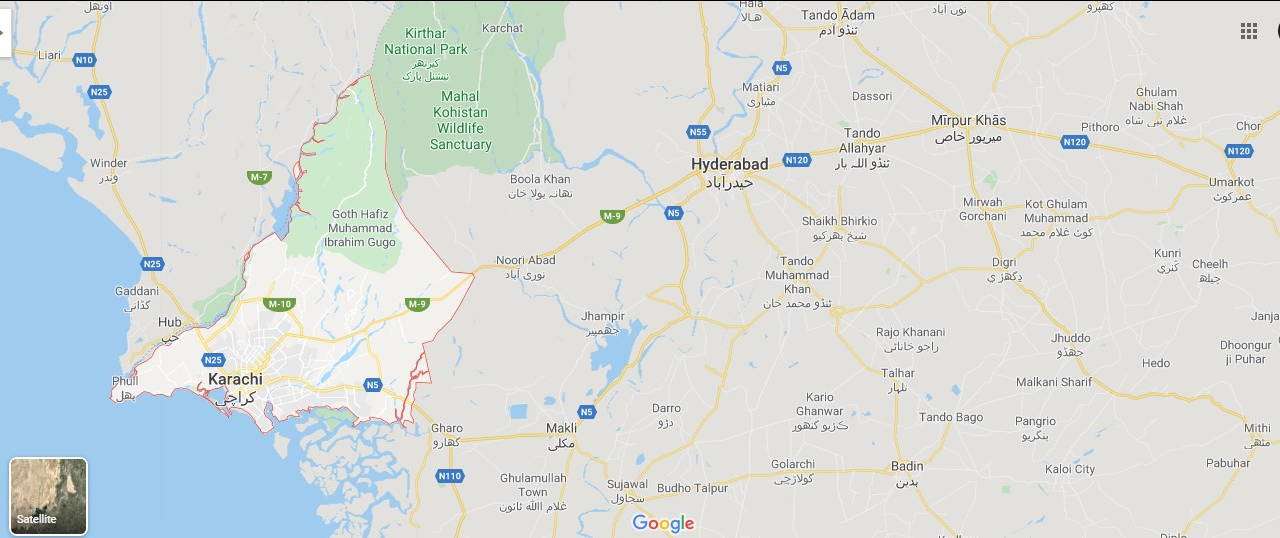 اوتھل
Liari
N10
N25
Kirthar
National Park
کیرتھر
نیشنل پارک
Karchat
Mahal
Kohistan
Wildlife
Sanctuary
Hala
هالا
Tando Ādam
ٹنڈو آدم
نون آباد
کھپرو
N5
Matiari
مٹیاری
Dassori
Ghulam
Nabi Shah
غلام نبی شاہ
N55
Tando
Allahyar
ٹنڈو اللہ یار
Mīrpur Khās
میرپور خاص
Pithoro
N120
Chor
N120
Winder
وندر
M-7
Boola Khan
تھانہ بولا خان
Hyderabad
حیدرآباد
N120
Umarkot
عمرکوٹ
M-9
N5
Goth Hafiz
Muhammad
Ibrahim Gugo
Shaikh Bhirkio
شیخ بھرکیو
Mirwah
Gorchani
Kot Ghulam
Muhammad
کوٹ غلام محمد
N25
Noori Abad
نوری آباد
Tando
Muhammad
Khan
ٹنڈو محمد خان
Digri
ڊگهڙي
Kunri
کنری
Cheelh
چیلھ
Gaddani
گڈانی
M-10
M-9
Hub
حب
Jhampir
جھمپیر
Rajo Khanani
راجو خانانی
Jhuddo
جھڈو
Janja
Dhoongur
ji Puhar
N25
Karachi
کراچی
N5
Phull
پھل
Talhar
تلہار
Malkani Sharif
Hedo
N5
Darro
دڑو
Kario
Ghanwar
کڑیو گنھور
Tando Bago
Pangrio
پنگریو
Gharo
گھارو
Makli
مکلی
Mithi
مٹھی
N110
Ghulamullah
Town
غلام اللہ ٹاؤن
Sujawal
سجاول
Budho Talpur
Golarchi
گولارچی
Badin
بدین
Kaloi City
Pabuhar
Satellite
Google